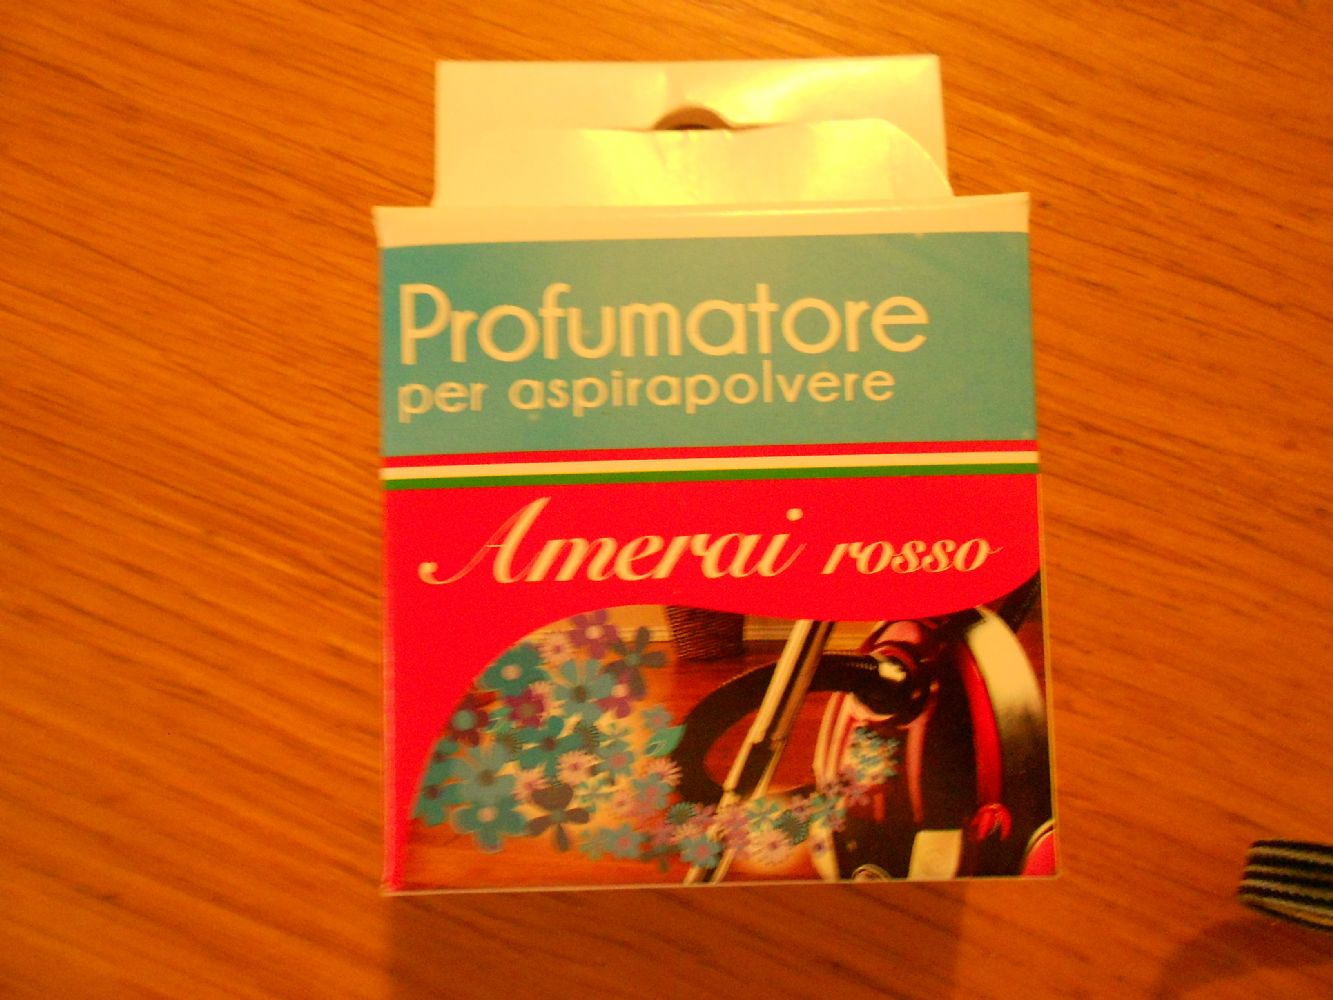 Profumatore
per aspirapolvere
Amerai rosso